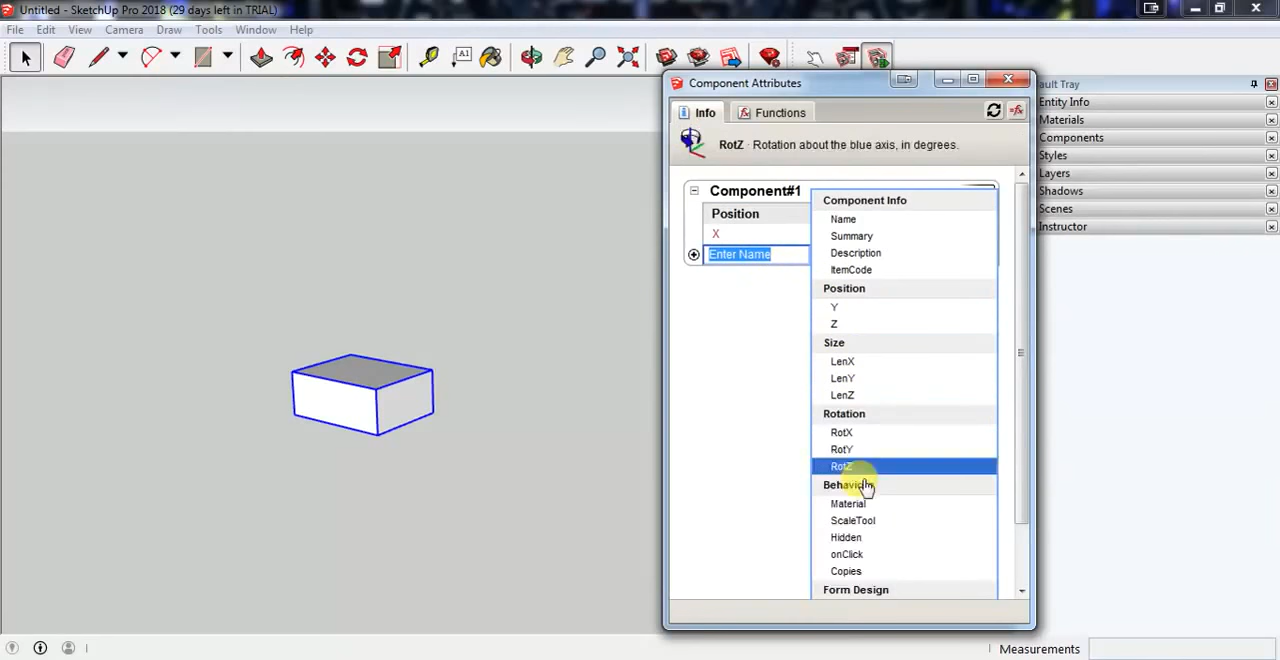 Untitled - SketchUp Pro 2018 (29 days left in TRIAL)
File Edit View Camera Draw Tools Window Help
A1
Component Attributes
ault Tray
Info
Functions
=fx
Entity Info
Materials
Components
Styles
Layers
Shadows
Scenes
Instructor
RotZ · Rotation about the blue axis, in degrees.
Component#1
Position
X
Enter Name
Component Info
Name
Summary
Description
ItemCode
Position
Y
Z
Size
LenX
LenY
LenZ
Rotation
RotX
RotY
RotZ
Material
ScaleTool
Hidden
onClick
Copies
Form Design
Measurements